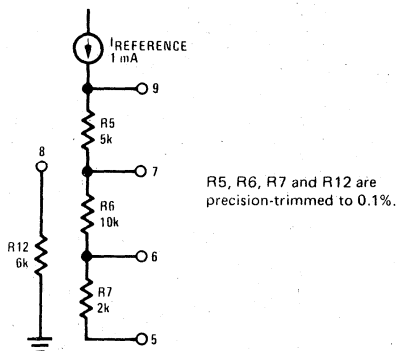 IREFERENCE
1 mA
9
R5
5k
8
7
R5, R6, R7 and R12 are
precision-trimmed to 0.1%.
R6
10k
R12
6k
6
R7
2k
5